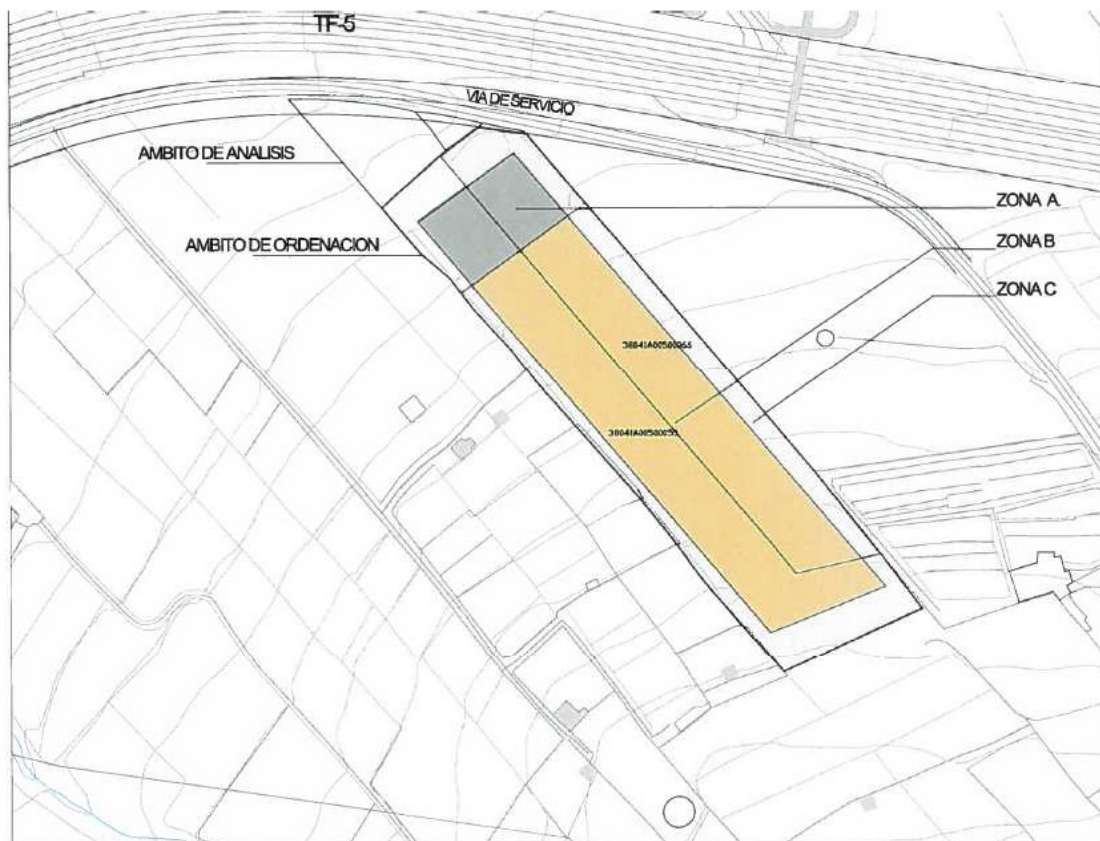 TF-5
VIA DE SERVICIO
AMBITO DE ANALISIS
ZONA A.
AMBITO DE ORDENACION
ZONA B
ZONA C